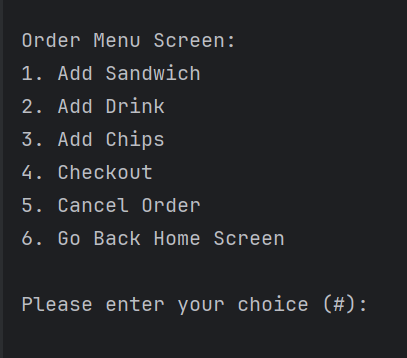 Order Menu Screen:
1. Add Sandwich
2. Add Drink
3. Add Chips
4. Checkout
5. Cancel Order
6. Go Back Home Screen
Please enter your choice (#):